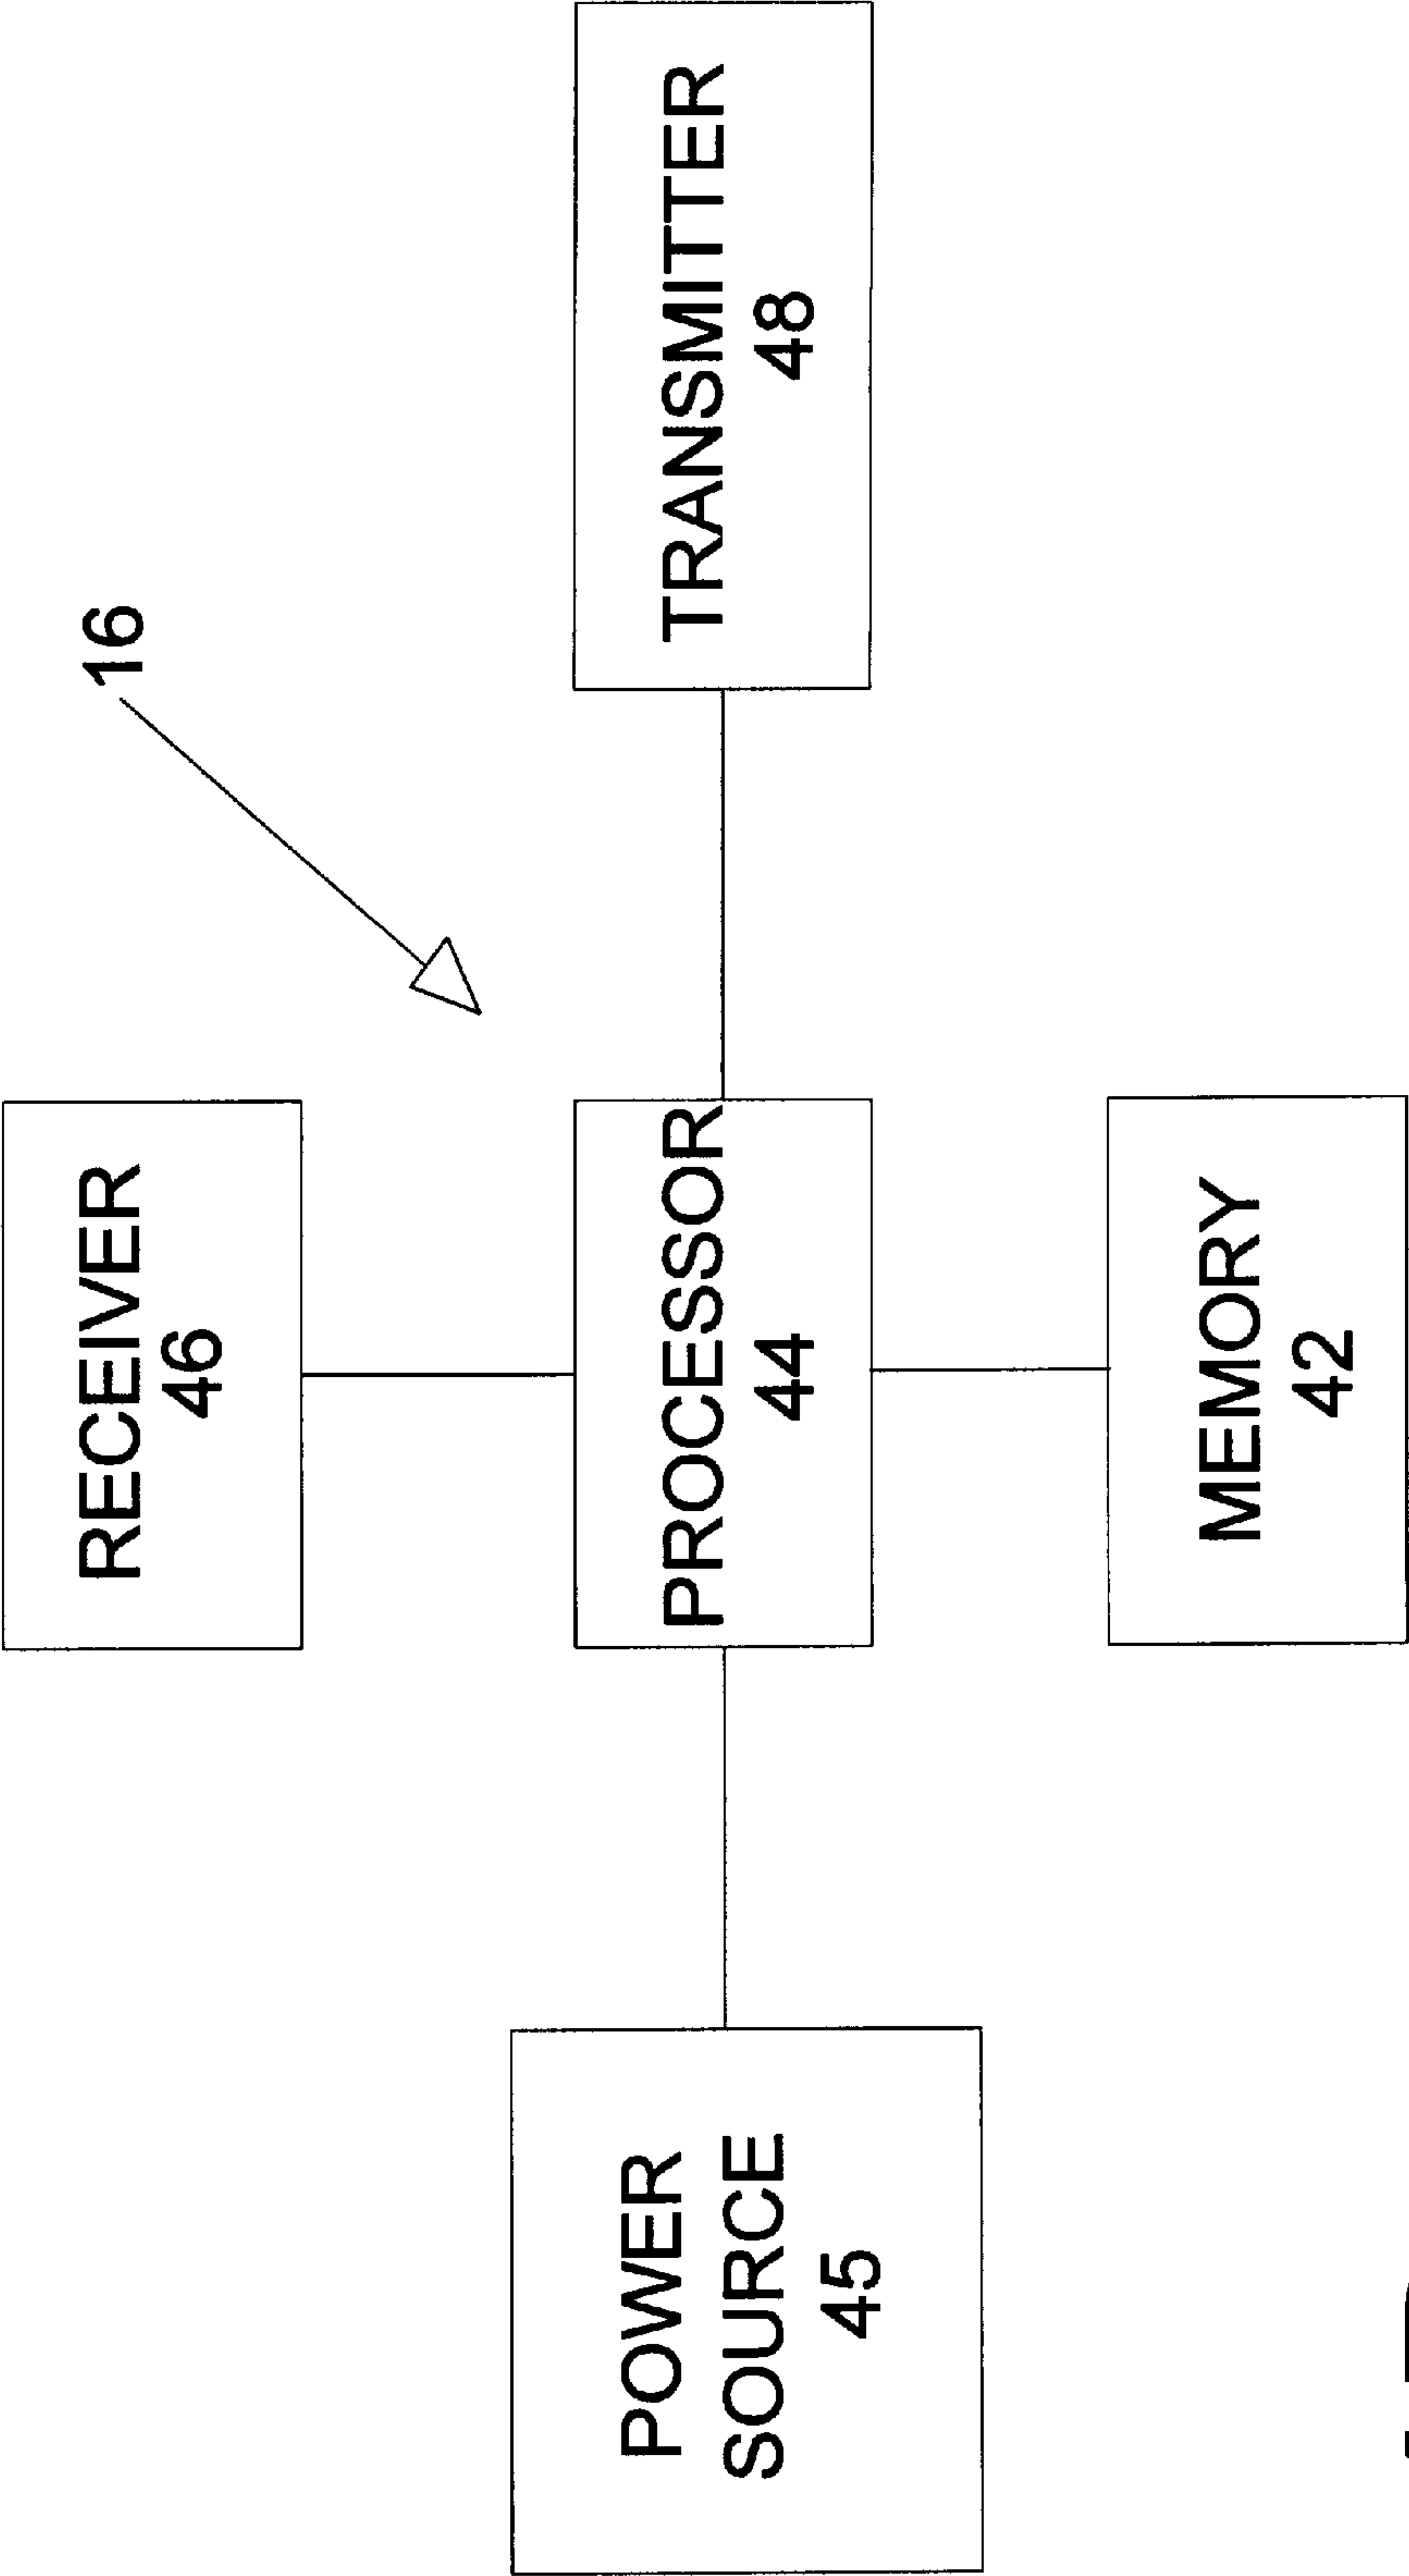 16
RECEIVER
46
POWER
SOURCE
45
PROCESSOR
44
TRANSMITTER
48
MEMORY
42